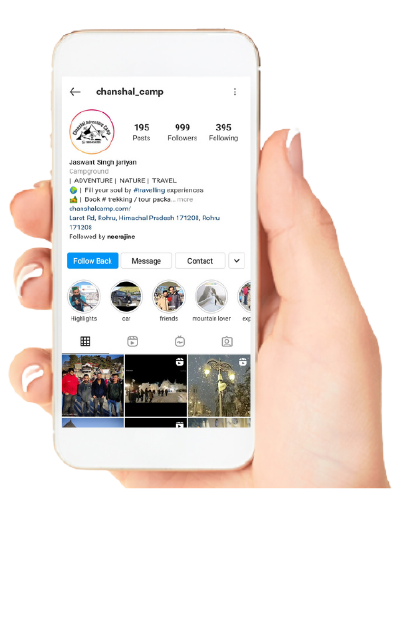 chanshal_camp
195 999 395
Posts Followers Following
Jaswant Singh janyan
Campground
| ADVENTURE | NATURE | TRAVEL
| Fill your soul by #travelling experiences
| Book # trekking / tour packa... more
chanshalcamp.com/
Larot Rd, Rohru, Himachal Pradesh 171208, Rohru
171208
Followed by neerajinc
Follow Back Message Contact
Highlights car friends mountain lover exp